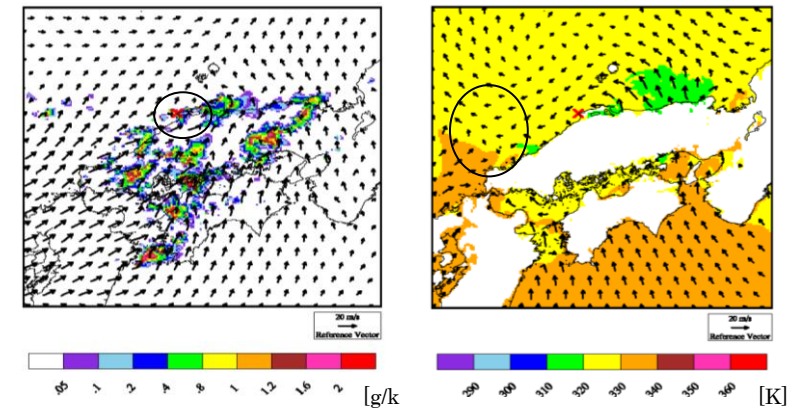 20 m/s
Reference Vector
.05 .1 .2 .4 .8 1 1.2 1.6 2
[g/k
20 m/s
Reference Vector
290 300 310 320 330 340 350 360
[K]